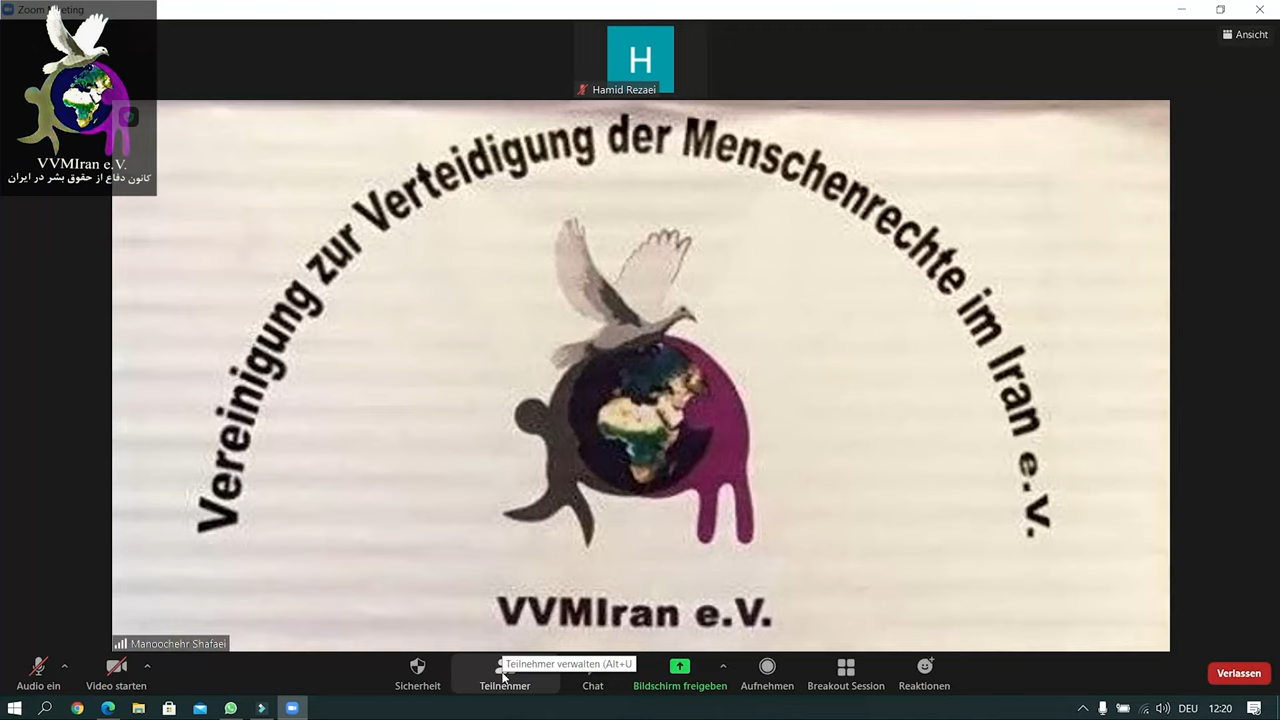 Zoom Meeting
Ansicht
H
Hamid Rezaei
VVMIran e.V.
کانون دفاع از حقوق بشر در ایران
Vereinigung zur Verteidigung der Menschenrechte im Iran e.V.
VVMIran e.V.
Manoochehr Shafaei
Teilnehmer verwalten (Alt+U
Audio ein
Video starten
Sicherheit
Teilnehmer
Chat
Bildschirm freigeben
Aufnehmen
Breakout Session
Reaktionen
Verlassen
DEU
12:20